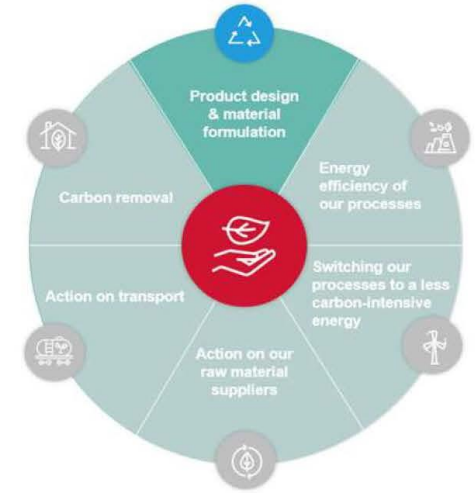 Product design
& material
formulation
Energy
efficiency of
our processes
Switching our
processes to a less
carbon-intensive
energy
Action on our
raw material
suppliers
Action on transport
Carbon removal